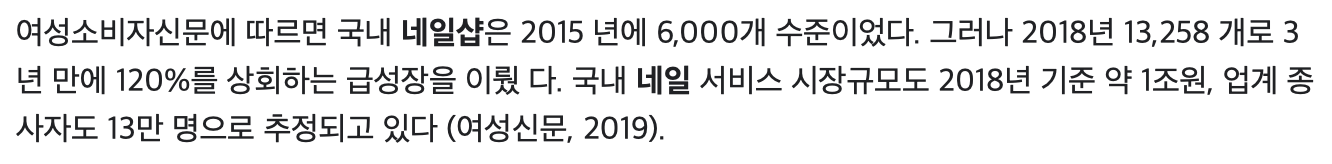 여성소비자신문에 따르면 국내 네일샵은 2015 년에 6,000개 수준이었다. 그러나 2018년 13,258 개로 3
년 만에 120%를 상회하는 급성장을 이뤘 다. 국내 네일 서비스 시장규모도 2018년 기준 약 1조원, 업계 종
사자도 13만 명으로 추정되고 있다 (여성신문, 2019).